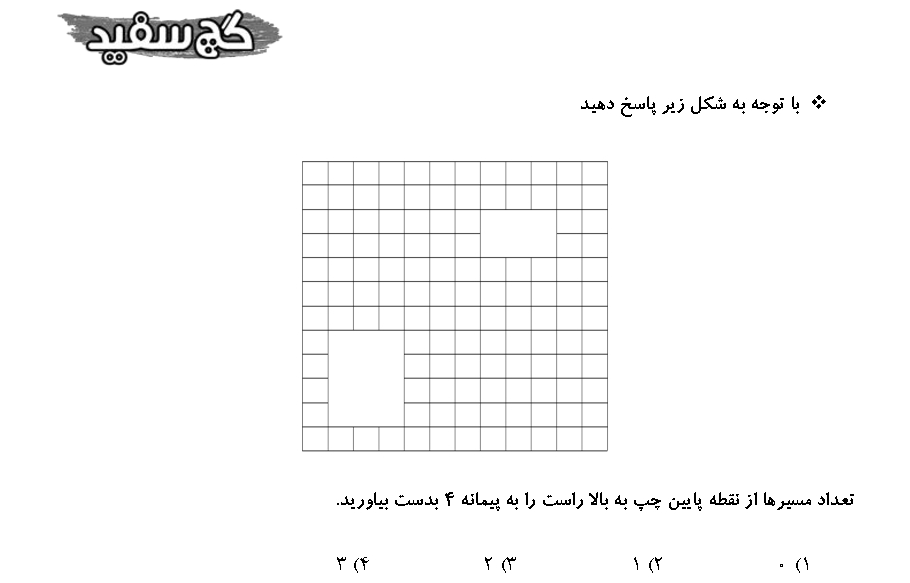 گچ سفید
❖ با توجه به شکل زیر پاسخ دهید
تعداد مسیرها از نقطه پایین چپ به بالا راست را به پیمانه ۴ بدست بیاورید.
۱) ۰ ۲) ۱ ۳) ۲ ۴) ۳